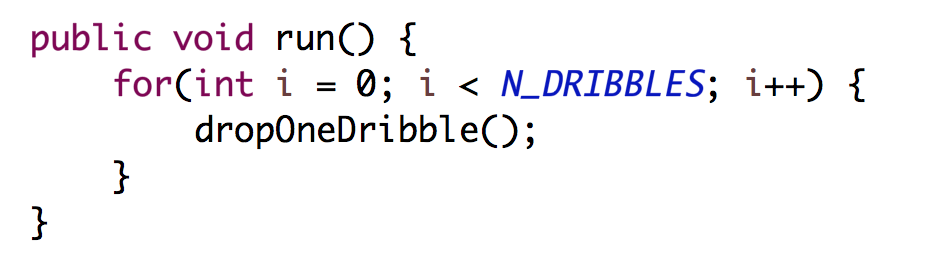 public void run() {
    for(int i = 0; i < N_DRIBBLES; i++) {
        dropOneDribble();
    }
}